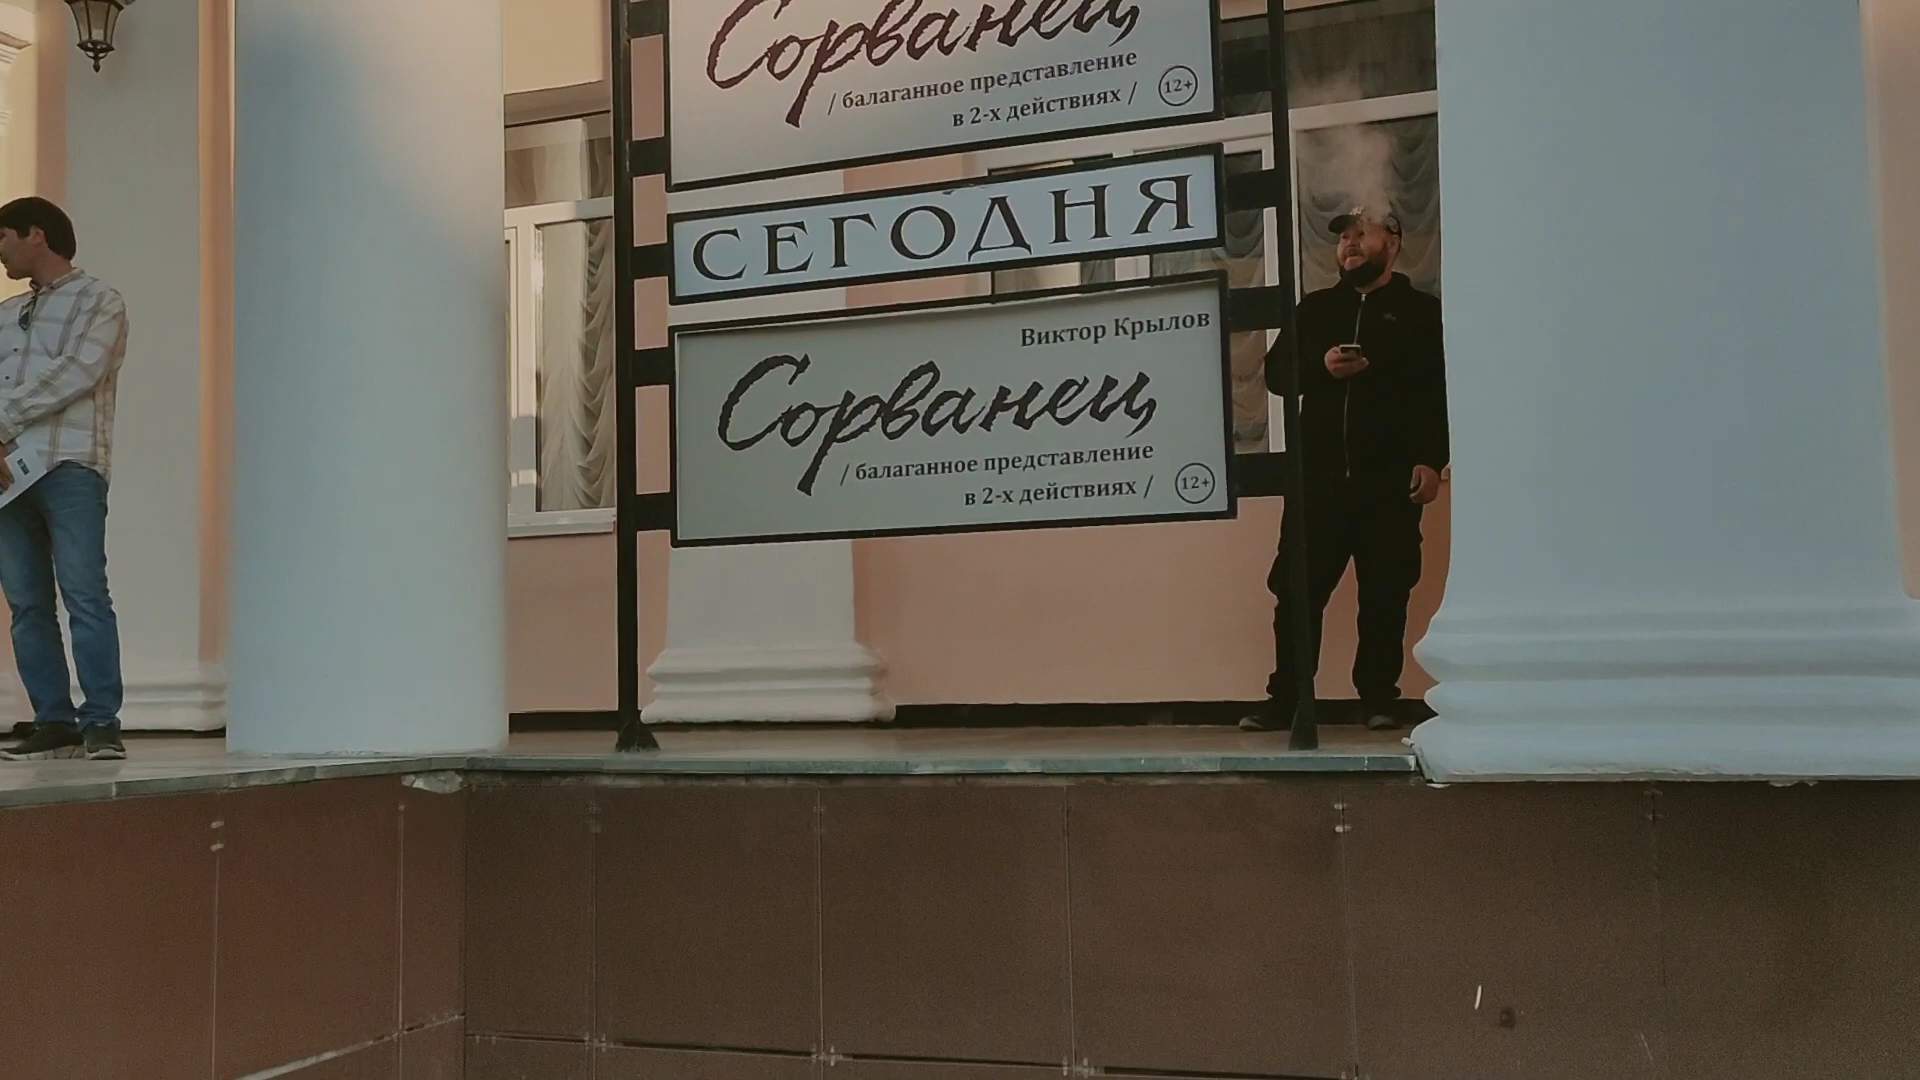 Сорванец
/ балаганное представление
в 2-х действиях /
12+
СЕГОДНЯ
Виктор Крылов
Сорванец
/ балаганное представление
в 2-х действиях /
12+